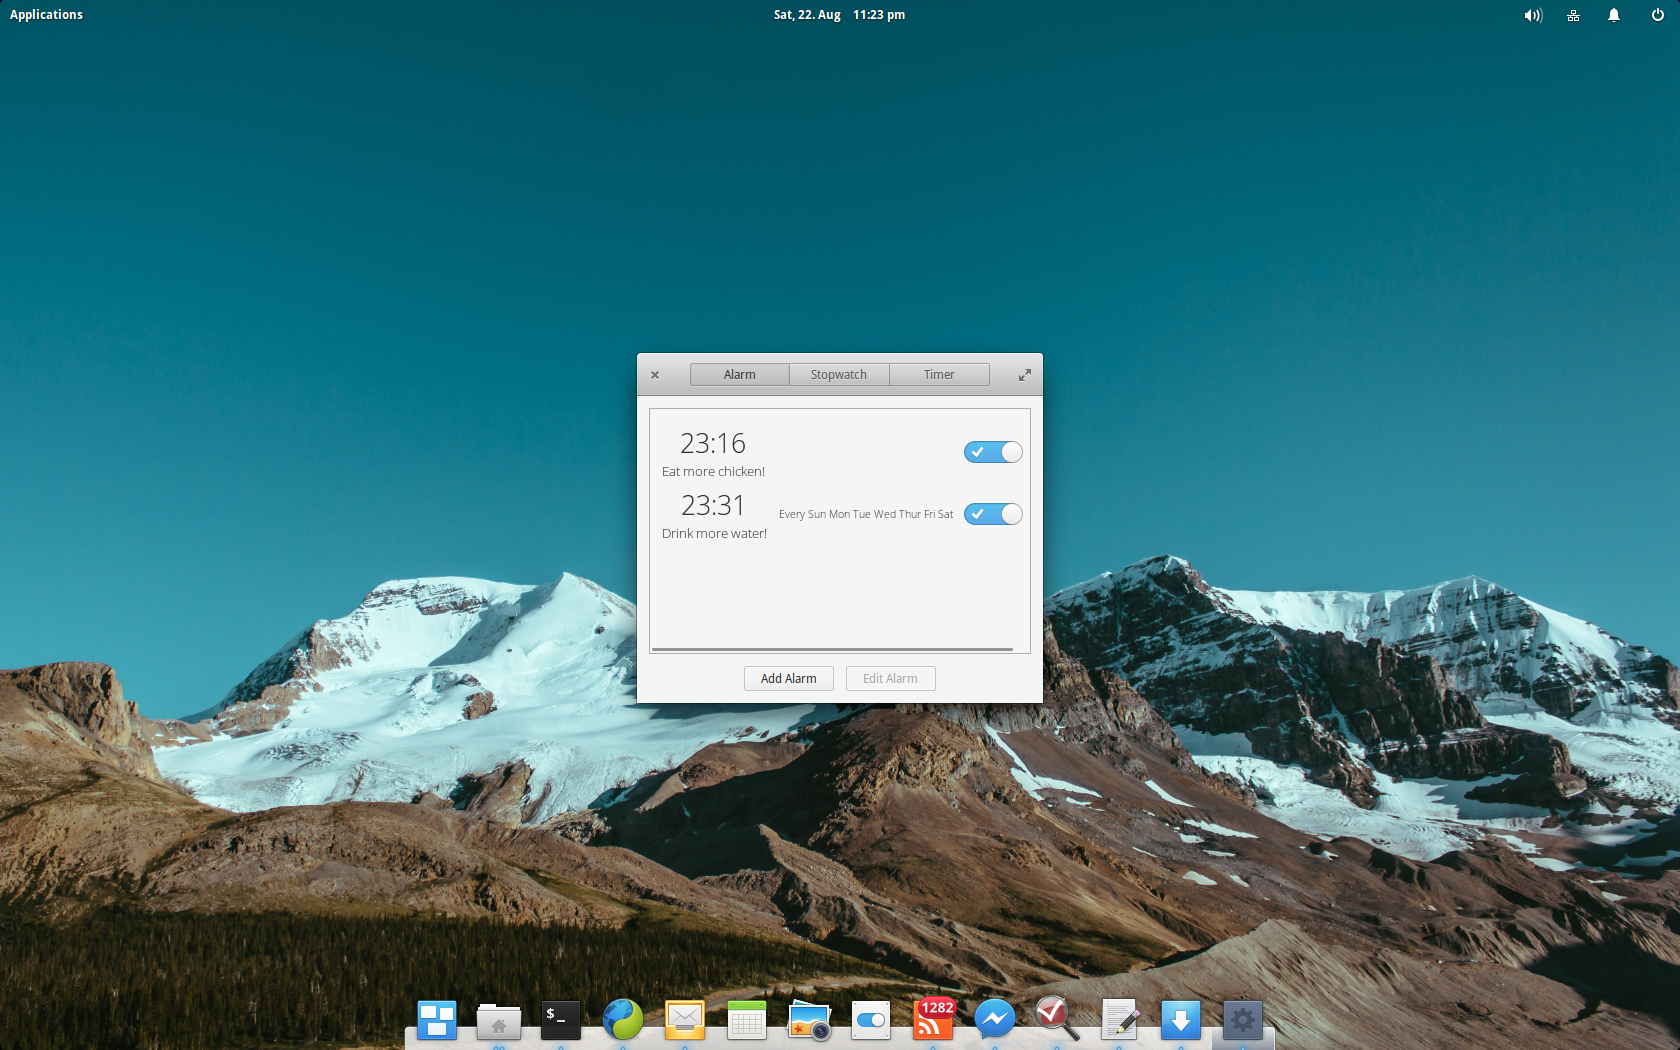 Applications
Sat, 22. Aug 11:23 pm
Alarm
Stopwatch
Timer
23:16
Eat more chicken!
23:31
Every Sun Mon Tue Wed Thur Fri Sat
Drink more water!
Add Alarm
Edit Alarm
$_
1282